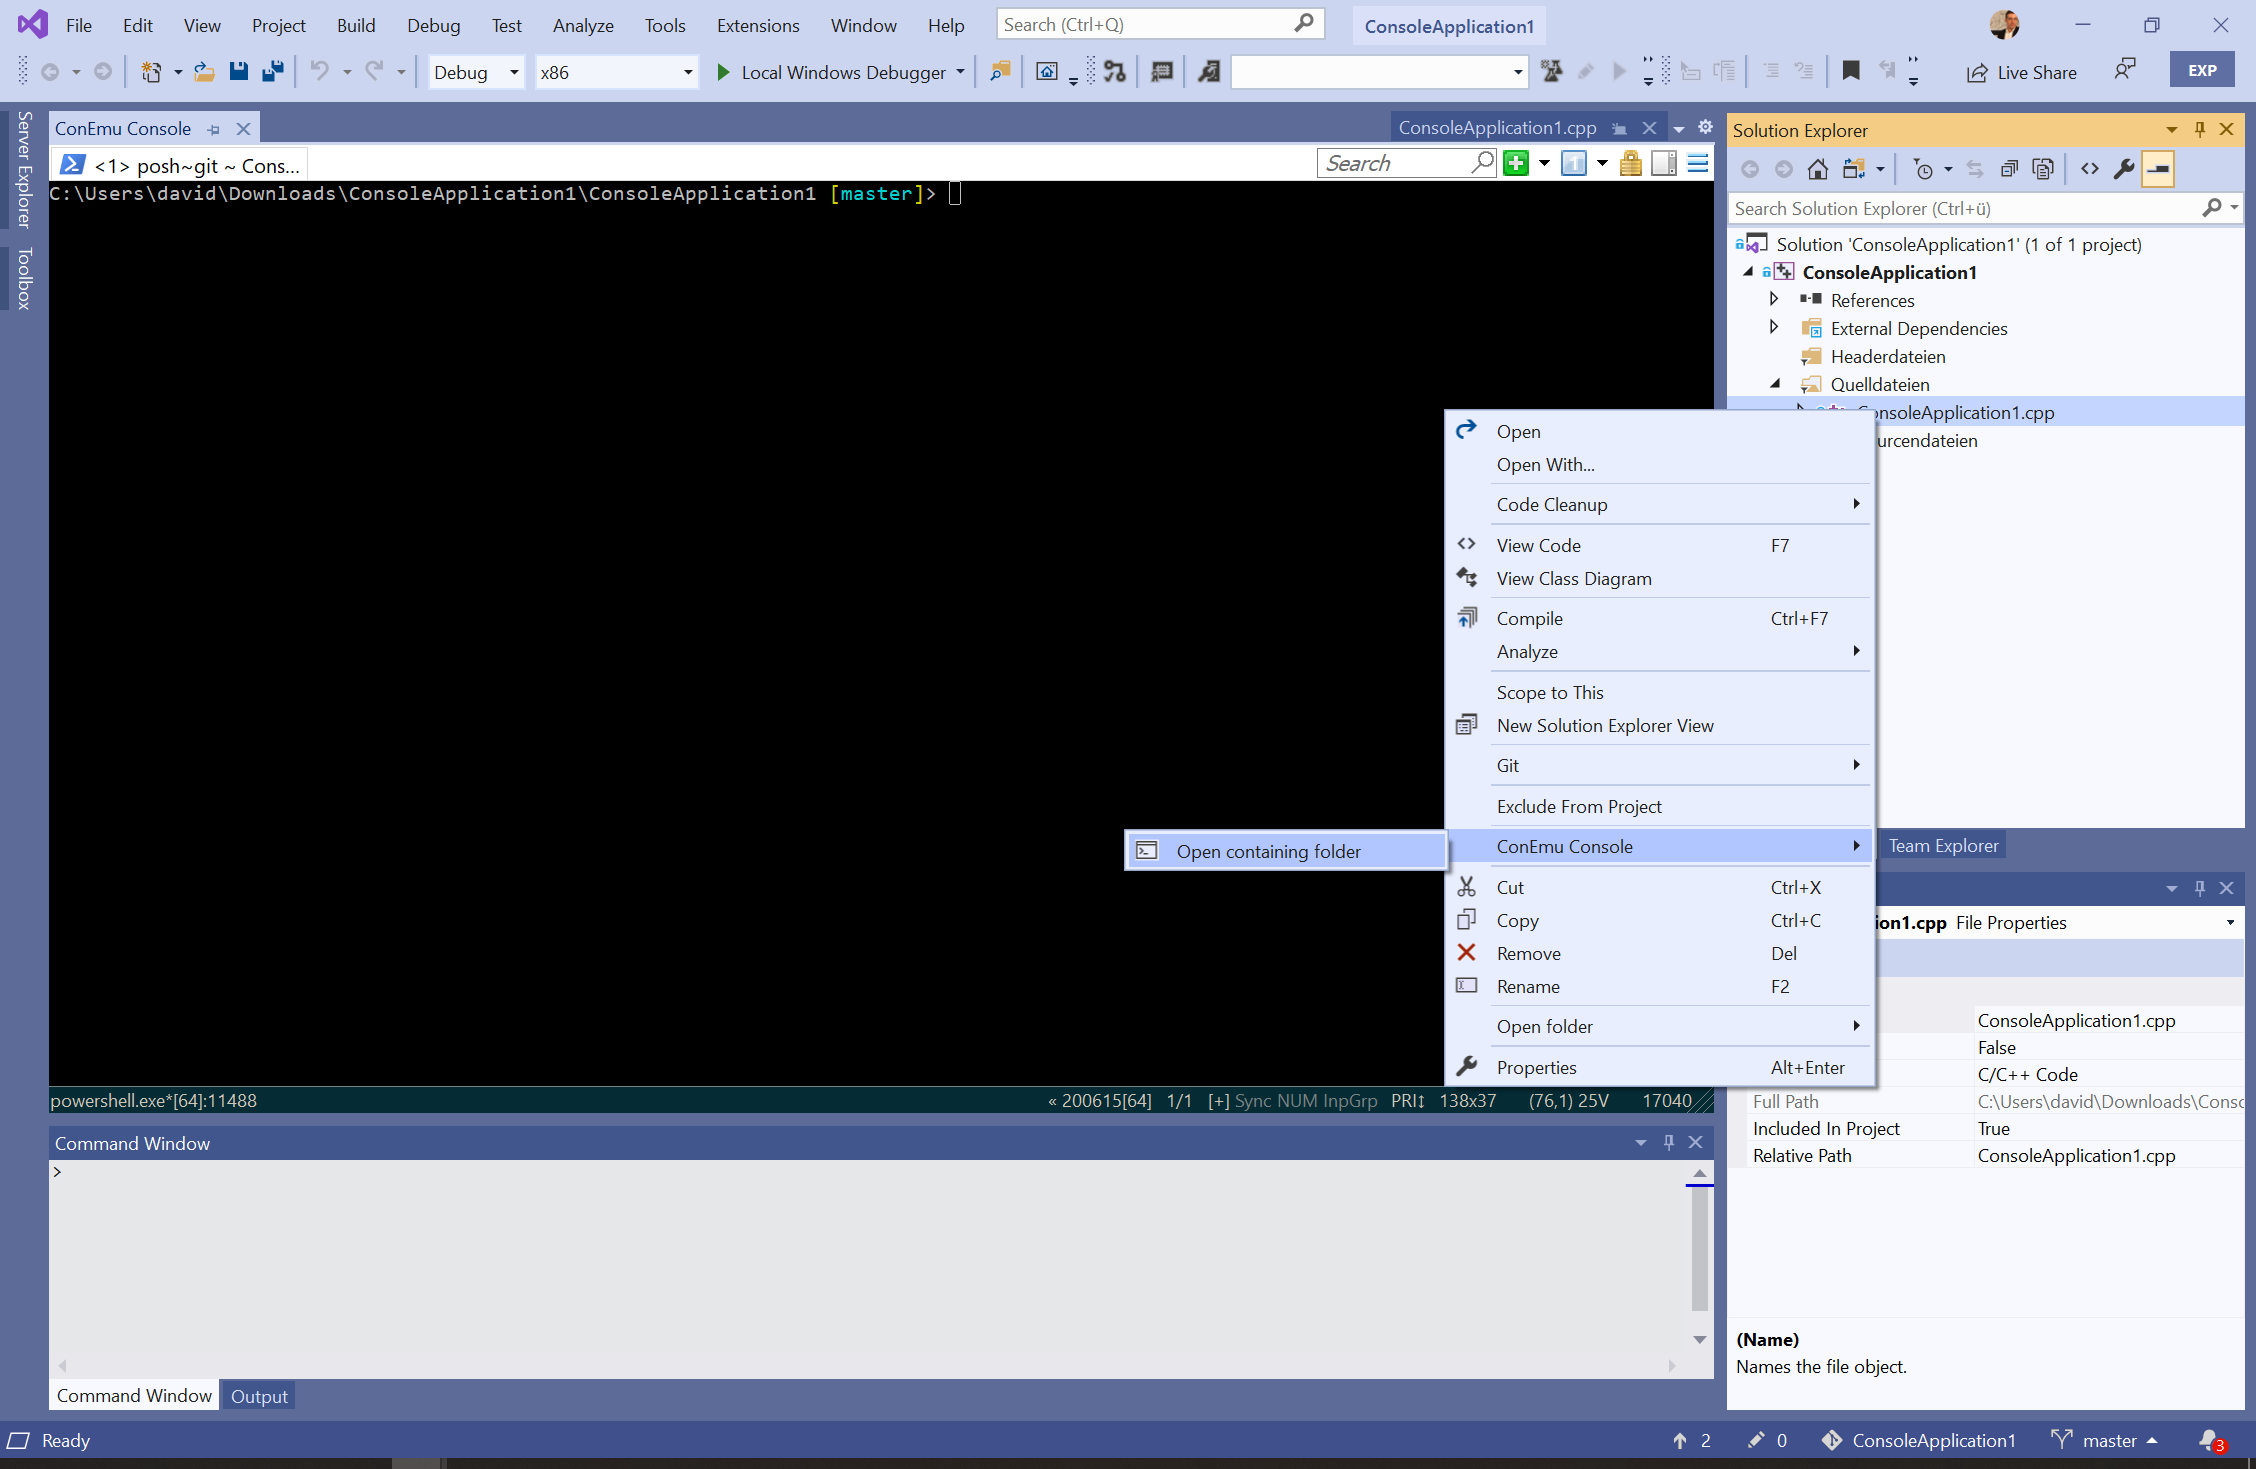 File Edit View Project Build Debug Test Analyze Tools Extensions Window Help Search (Ctrl+Q) ConsoleApplication1
Debug x86 Local Windows Debugger Live Share EXP
Server Explorer
Toolbox
ConEmu Console ConsoleApplication1.cpp
<1> posh~git ~ Cons... Search 1
C:\Users\david\Downloads\ConsoleApplication1\ConsoleApplication1 [master]>
Solution Explorer
Search Solution Explorer (Ctrl+ü)
Solution 'ConsoleApplication1' (1 of 1 project)
ConsoleApplication1
References
External Dependencies
Headerdateien
Quelldateien
onsoleApplication1.cpp
urcendateien
Open
Open With...
Code Cleanup
View Code F7
View Class Diagram
Compile Ctrl+F7
Analyze
Scope to This
New Solution Explorer View
Git
Exclude From Project
ConEmu Console
Open containing folder
Cut Ctrl+X
Copy Ctrl+C
Remove Del
Rename F2
Open folder
Properties Alt+Enter
Team Explorer
ion1.cpp File Properties
ConsoleApplication1.cpp
False
C/C++ Code
Full Path C:\Users\david\Downloads\Consc
Included In Project True
Relative Path ConsoleApplication1.cpp
(Name)
Names the file object.
powershell.exe*[64]:11488 « 200615[64] 1/1 [+] Sync NUM InpGrp PRI↕ 138x37 (76,1) 25V 17040
Command Window
>
Command Window Output
Ready 2 0 ConsoleApplication1 master 3